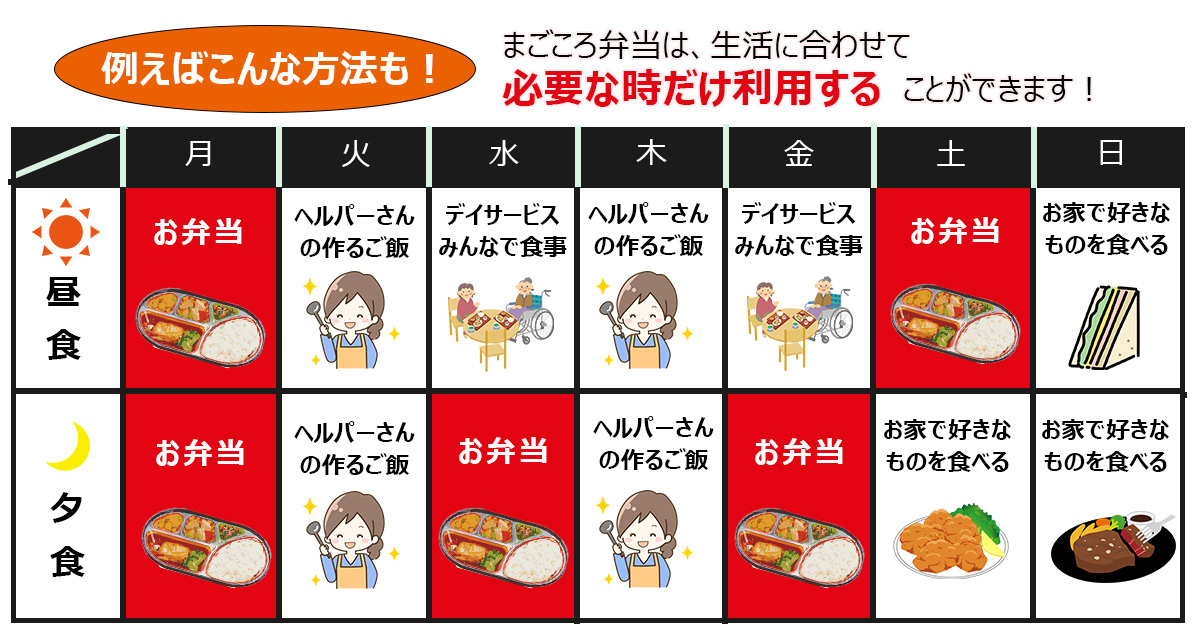 例えばこんな方法も！
まごころ弁当は、生活に合わせて
必要な時だけ利用する ことができます！
月 火 水 木 金 土 日
昼食
お弁当
ヘルパーさん
の作るご飯
デイサービス
みんなで食事
ヘルパーさん
の作るご飯
デイサービス
みんなで食事
お弁当
お家で好きな
ものを食べる
夕食
お弁当
ヘルパーさん
の作るご飯
お弁当
ヘルパーさん
の作るご飯
お弁当
お家で好きな
ものを食べる
お家で好きな
ものを食べる